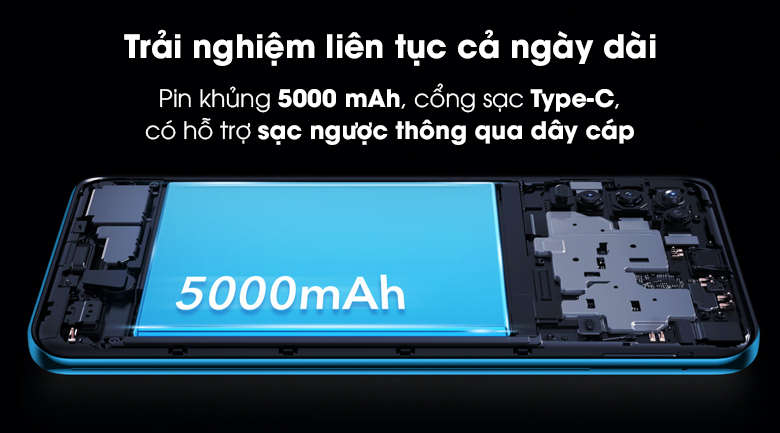 Trải nghiệm liên tục cả ngày dài
Pin khủng 5000 mAh, cổng sạc Type-C,
có hỗ trợ sạc ngược thông qua dây cáp
5000mAh